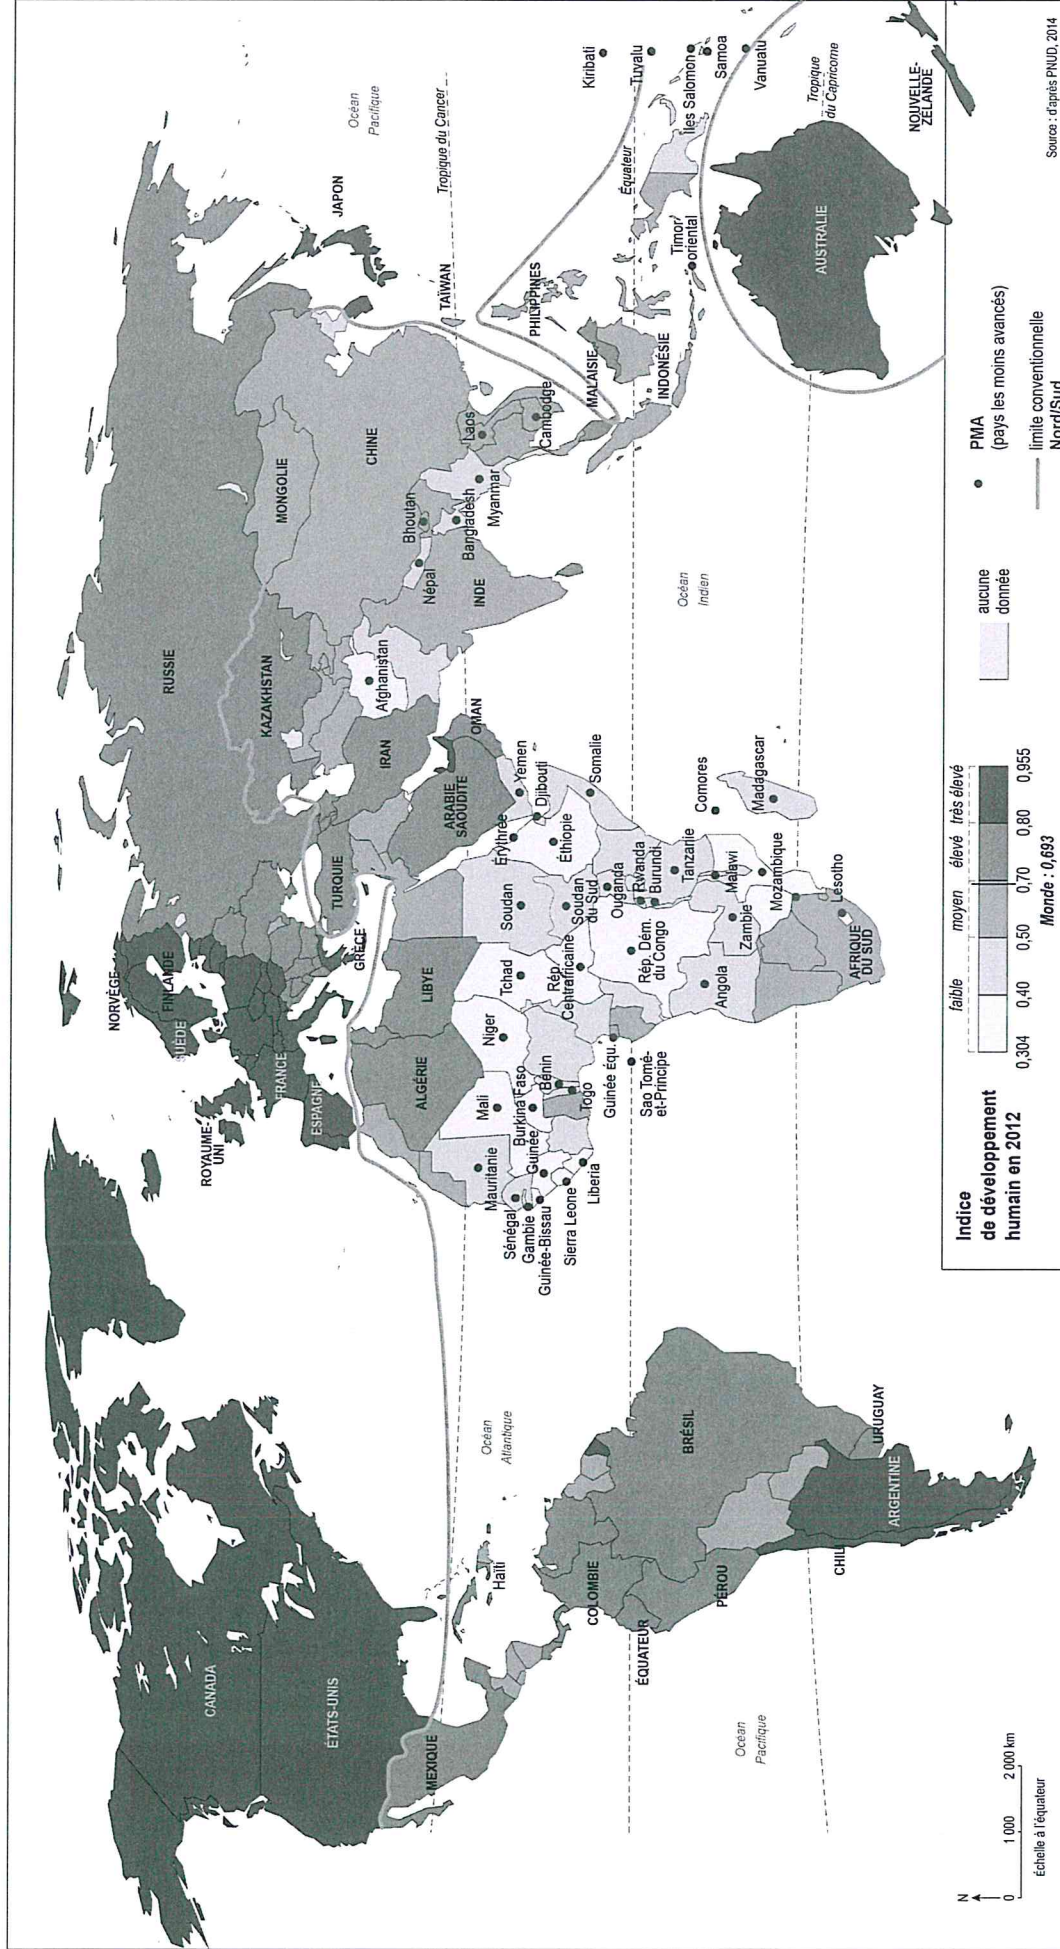 NORVÈGE
FINLANDE
SUÈDE
ROYAUME-
UNI
FRANCE
ESPAGNE
GRÈCE
RUSSIE
KAZAKHSTAN
MONGOLIE
CHINE
JAPON
TAÏWAN
TURQUIE
IRAN
ARABIE
SAOUDITE
OMAN
Afghanistan
Népal
Bhoutan
Bangladesh
INDE
Myanmar
Laos
Cambodge
PHILIPPINES
MALAISIE
INDONÉSIE
Timor/
oriental
Océan
Pacifique
Tropique du Cancer
Équateur
Kiribati
Tuvalu
Îles Salomon
Samoa
Vanuatu
Tropique
du Capricorne
AUSTRALIE
NOUVELLE-
ZÉLANDE
Océan
Indien
CANADA
ÉTATS-UNIS
MEXIQUE
Haïti
Océan
Atlantique
COLOMBIE
ÉQUATEUR
PÉROU
BRÉSIL
CHILI
ARGENTINE
URUGUAY
Océan
Pacifique
ALGÉRIE
LIBYE
Mauritanie
Mali
Niger
Tchad
Soudan
Érythrée
Yemen
Djibouti
Éthiopie
Somalie
Sénégal
Gambie
Guinée-Bissau
Guinée
Sierra Leone
Liberia
Burkina Faso
Bénin
Togo
Guinée Équ.
Sao Tomé-
et-Principe
Rép.
Centrafricaine
Soudan
du Sud
Ouganda
Rwanda
Burundi
Rép. Dém.
du Congo
Tanzanie
Angola
Zambie
Malawi
Mozambique
Comores
Madagascar
Lesotho
AFRIQUE
DU SUD
N
0 1 000 2 000 km
Échelle à l'équateur
Indice
de développement
humain en 2012
faible moyen élevé très élevé
0,304 0,40 0,50 0,70 0,80 0,955
Monde : 0,693
aucune
donnée
PMA
(pays les moins avancés)
limite conventionnelle
Nord/Sud
Source : d'après PNUD, 2014